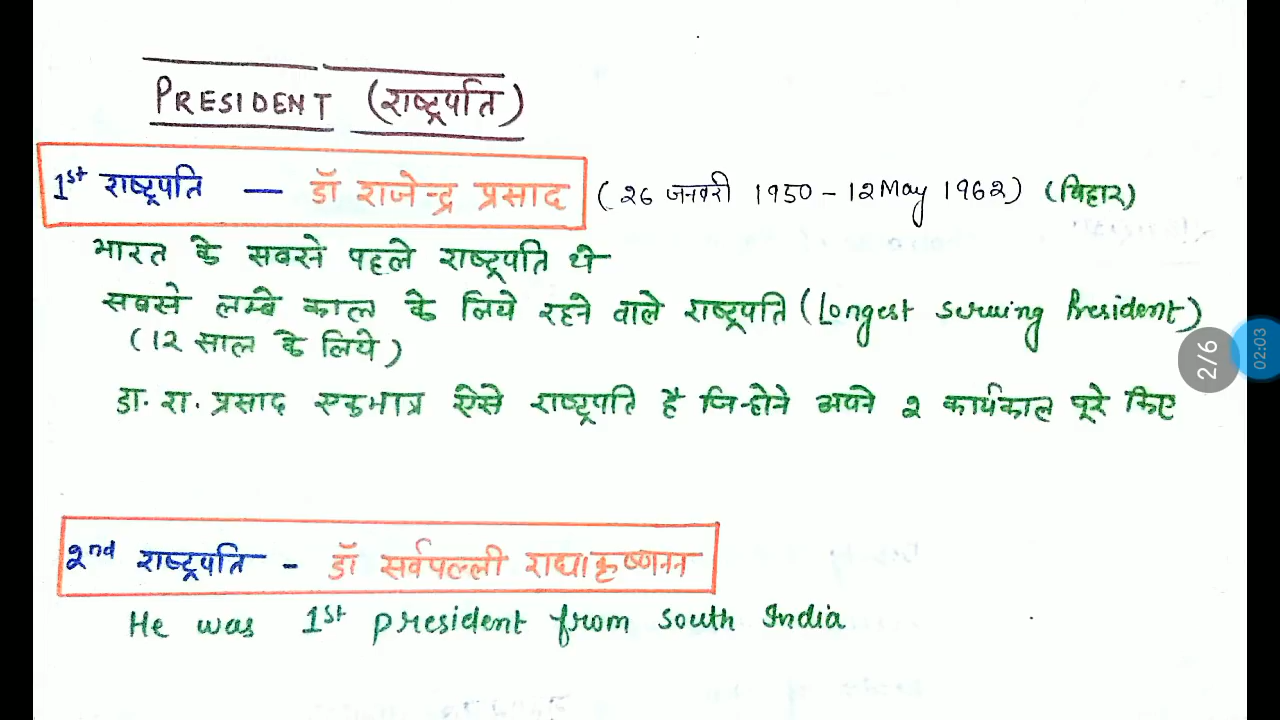 PRESIDENT (राष्ट्रपति)
1st राष्ट्रपति — डॉ राजेन्द्र प्रसाद (26 जनवरी 1950 - 12 May 1962) (बिहार)
भारत के सबसे पहले राष्ट्रपति थे
सबसे लम्बे काल के लिये रहने वाले राष्ट्रपति (Longest serving President)
(12 साल के लिये)
डा. रा. प्रसाद एकमात्र ऐसे राष्ट्रपति है जिन्होने अपने 2 कार्यकाल पूरे किए
2/6
02:03
2nd राष्ट्रपति - डॉ सर्वपल्ली राधाकृष्णनन
He was 1st president from south India